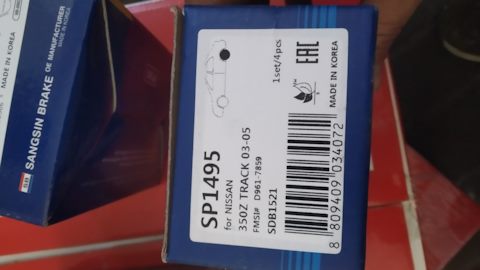 SANGSIN BRAKE
OE MANUFACTURER
MADE IN KOREA
SP1495
for NISSAN
350Z TRACK 03-05
FMSI# D961-7859
SDB1521
1set/4pcs
EAC
MADE IN KOREA
8 809409 034072